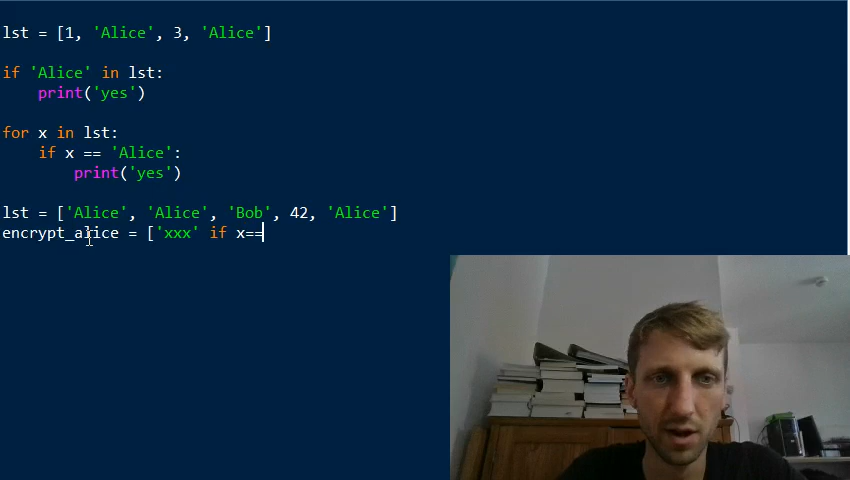 lst = [1, 'Alice', 3, 'Alice']
if 'Alice' in lst:
    print('yes')
for x in lst:
    if x == 'Alice':
        print('yes')
lst = ['Alice', 'Alice', 'Bob', 42, 'Alice']
encrypt_alice = ['xxx' if x==